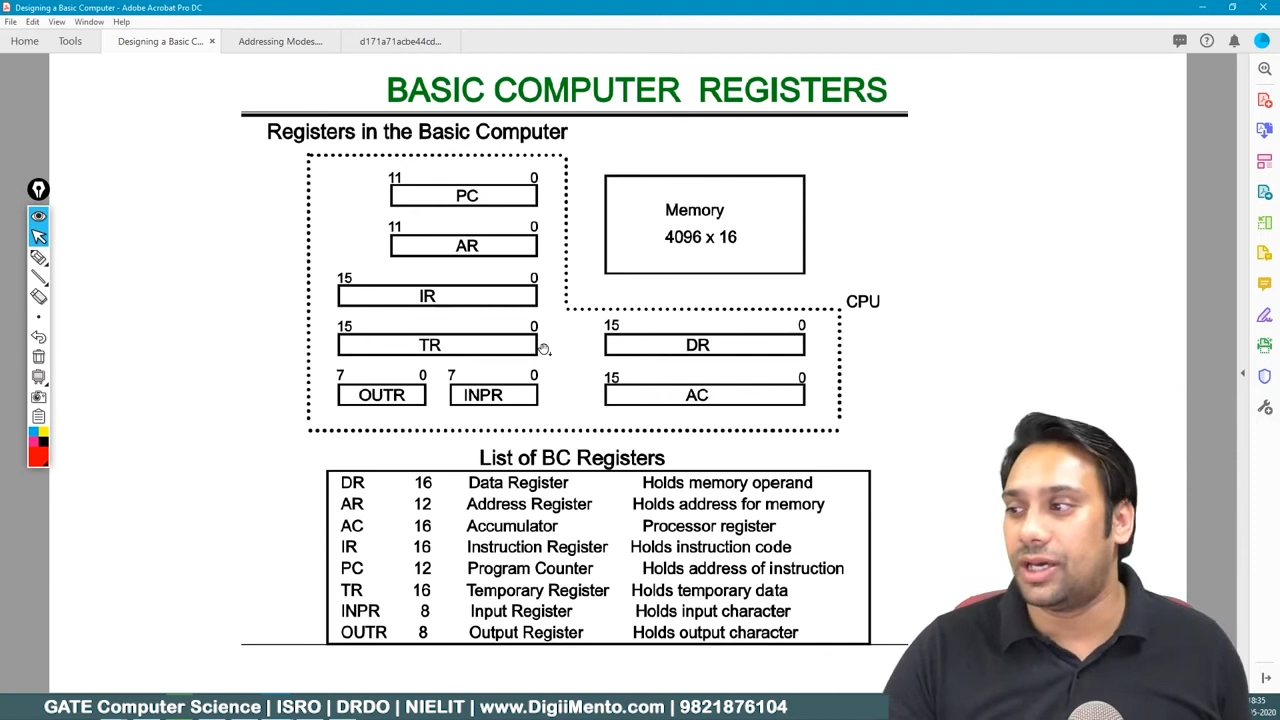 Designing a Basic Computer - Adobe Acrobat Pro DC
File Edit View Window Help
Home Tools Designing a Basic C... × Addressing Modes.... d171a71acbe44cd...
BASIC COMPUTER REGISTERS
Registers in the Basic Computer
11 0
PC
11 0
AR
15 0
IR
15 0
TR
7 0 7 0
OUTR INPR
Memory
4096 x 16
CPU
15 0
DR
15 0
AC
List of BC Registers
DR 16 Data Register Holds memory operand
AR 12 Address Register Holds address for memory
AC 16 Accumulator Processor register
IR 16 Instruction Register Holds instruction code
PC 12 Program Counter Holds address of instruction
TR 16 Temporary Register Holds temporary data
INPR 8 Input Register Holds input character
OUTR 8 Output Register Holds output character
GATE Computer Science | ISRO | DRDO | NIELIT | www.DigiiMento.com | 9821876104
18:35
05-2020